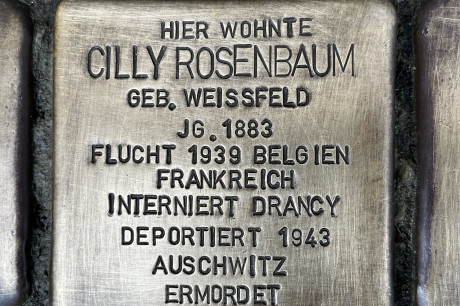 HIER WOHNTE
CILLY ROSENBAUM
GEB. WEISSFELD
JG. 1883
FLUCHT 1939 BELGIEN
FRANKREICH
INTERNIERT DRANCY
DEPORTIERT 1943
AUSCHWITZ
ERMORDET